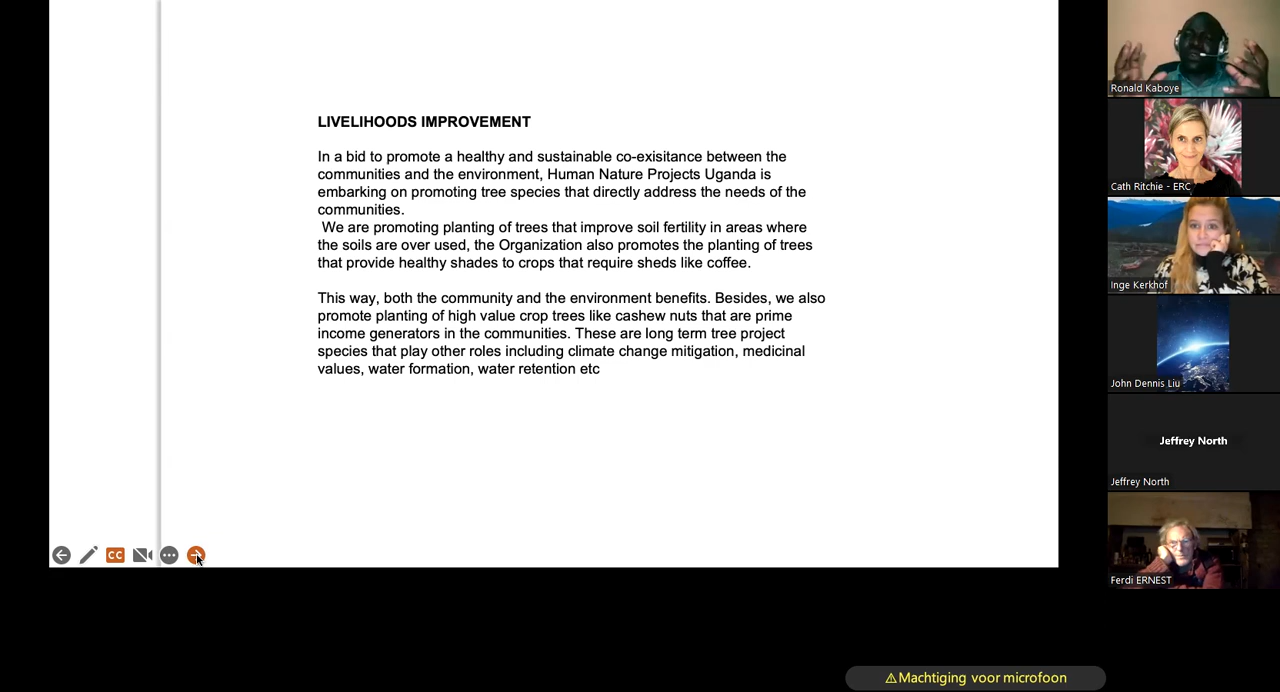 LIVELIHOODS IMPROVEMENT
In a bid to promote a healthy and sustainable co-exisitance between the
communities and the environment, Human Nature Projects Uganda is
embarking on promoting tree species that directly address the needs of the
communities.
We are promoting planting of trees that improve soil fertility in areas where
the soils are over used, the Organization also promotes the planting of trees
that provide healthy shades to crops that require sheds like coffee.
This way, both the community and the environment benefits. Besides, we also
promote planting of high value crop trees like cashew nuts that are prime
income generators in the communities. These are long term tree project
species that play other roles including climate change mitigation, medicinal
values, water formation, water retention etc
CC
Ronald Kaboye
Cath Ritchie - ERC
Inge Kerkhof
John Dennis Liu
Jeffrey North
Jeffrey North
Ferdi ERNEST
⚠Machtiging voor microfoon